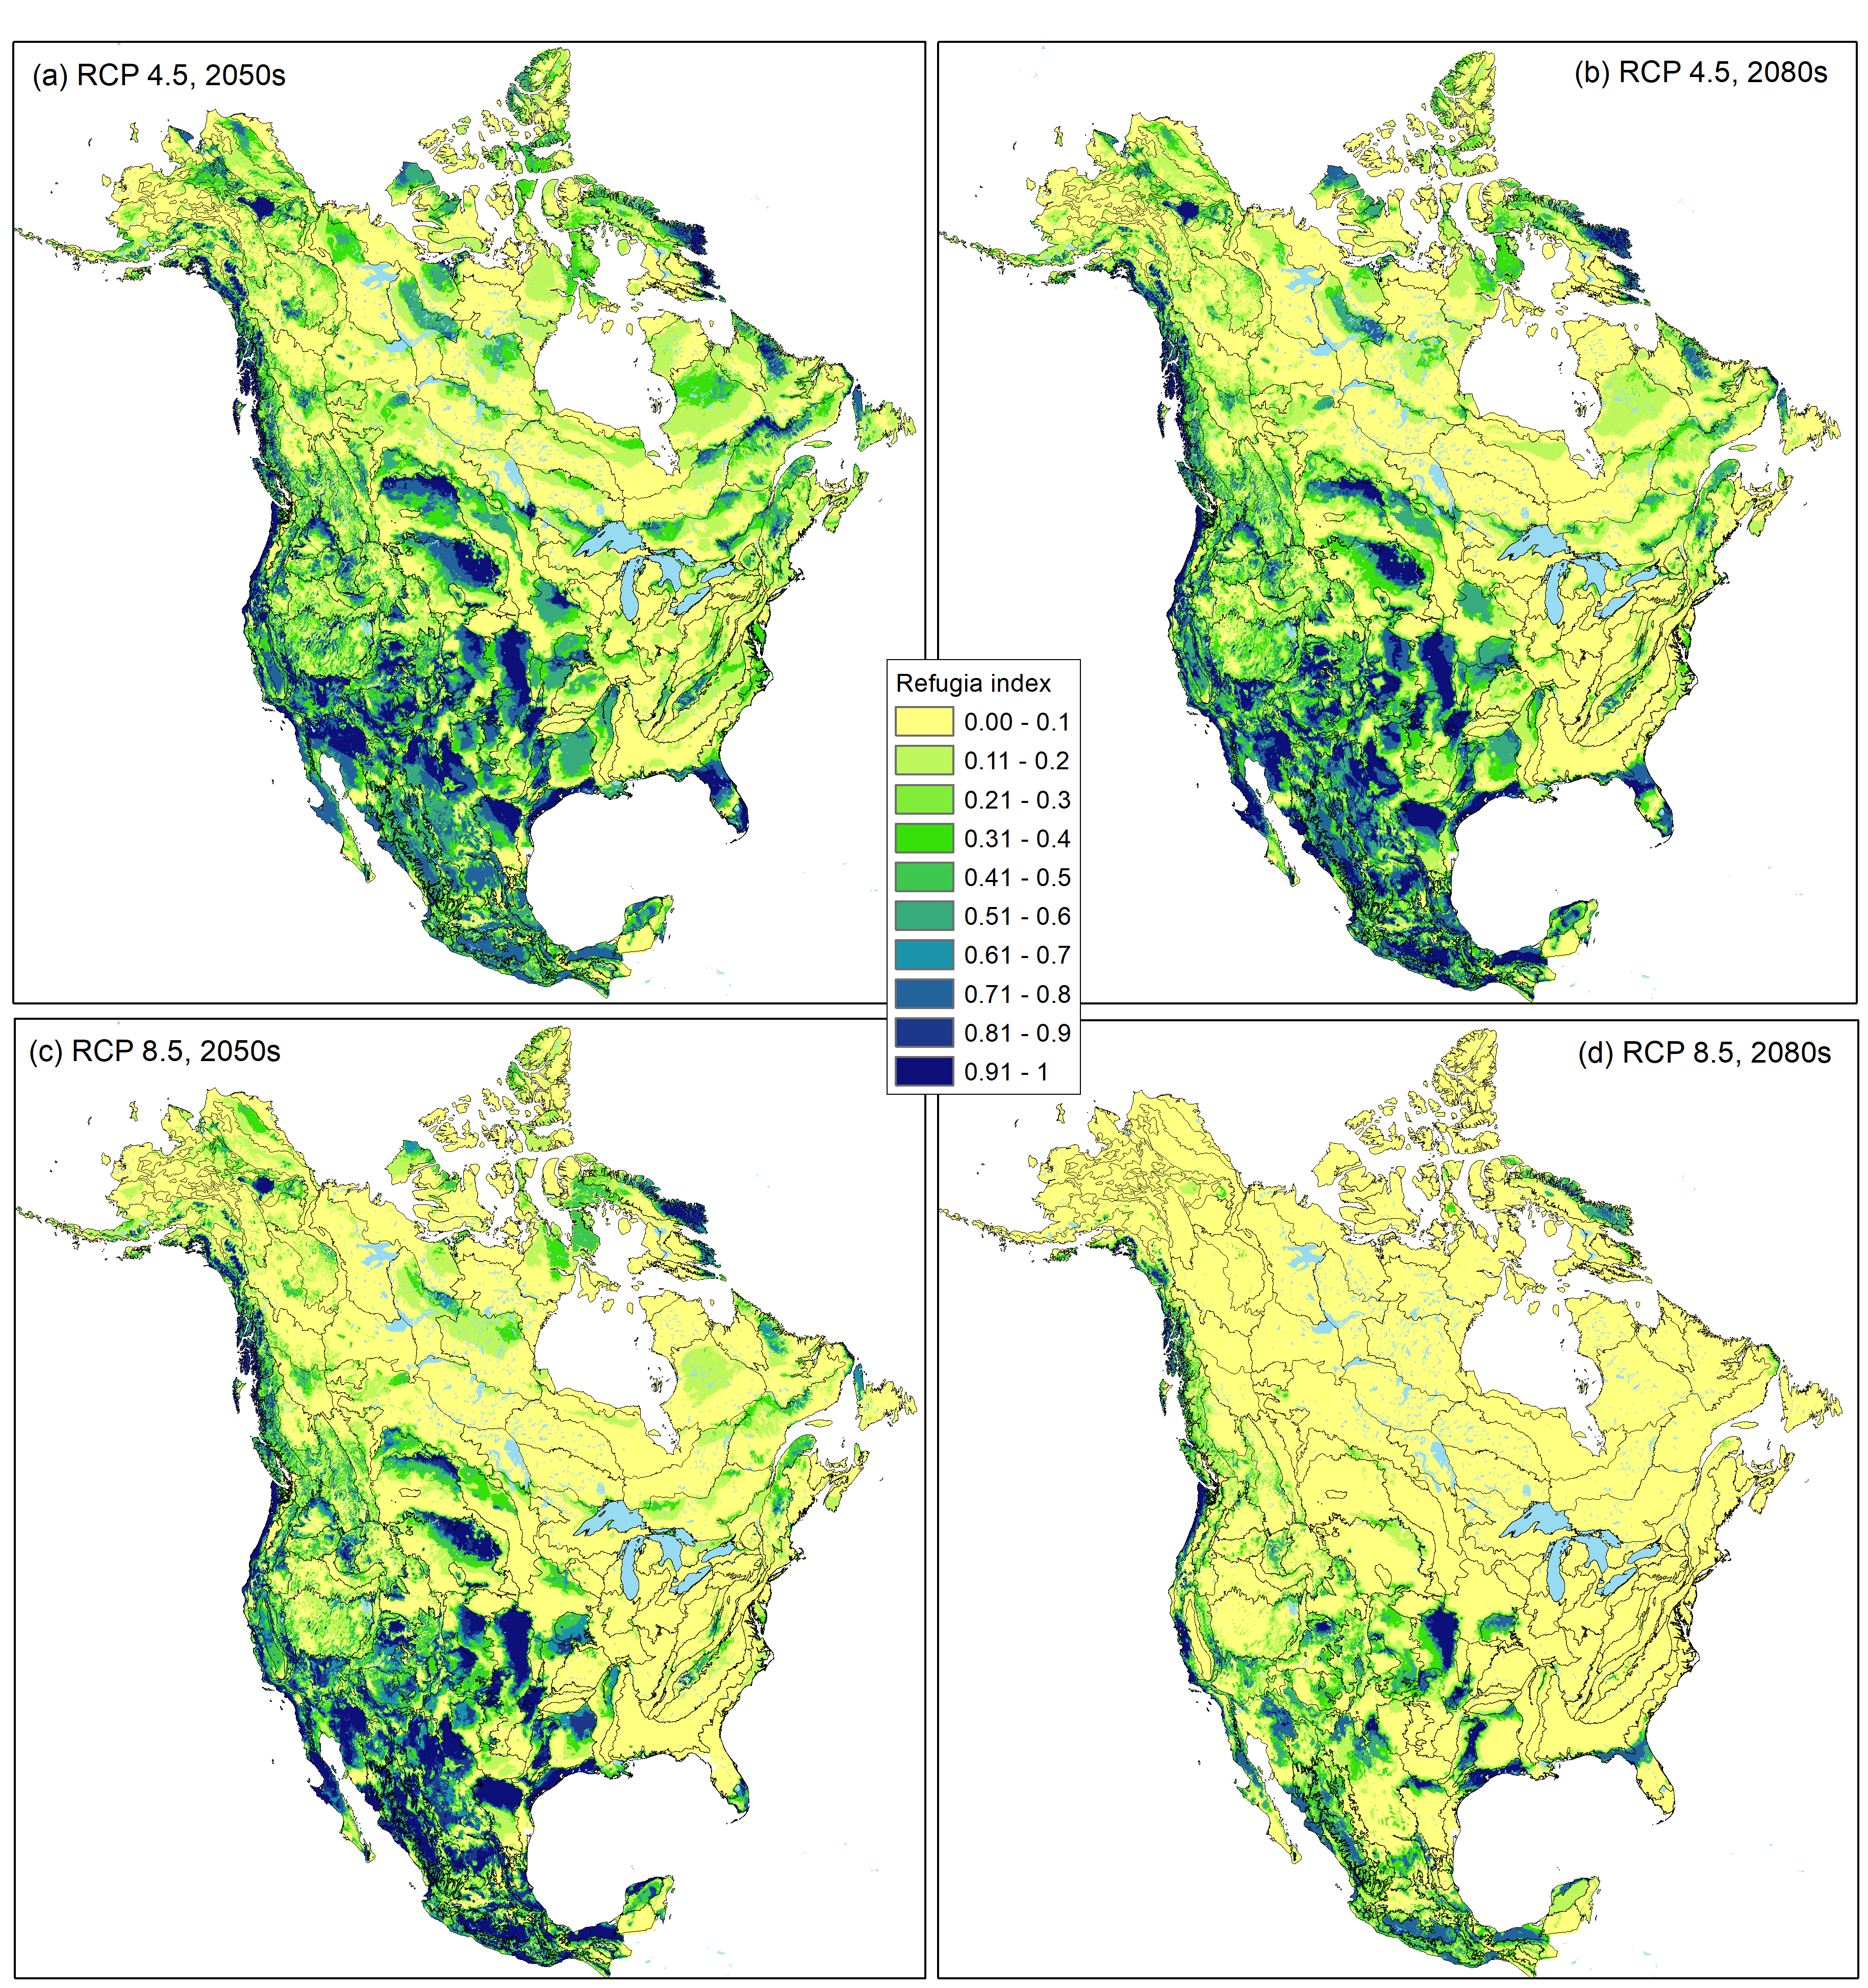 (a) RCP 4.5, 2050s
(b) RCP 4.5, 2080s
Refugia index
0.00 - 0.1
0.11 - 0.2
0.21 - 0.3
0.31 - 0.4
0.41 - 0.5
0.51 - 0.6
0.61 - 0.7
0.71 - 0.8
0.81 - 0.9
0.91 - 1
(c) RCP 8.5, 2050s
(d) RCP 8.5, 2080s